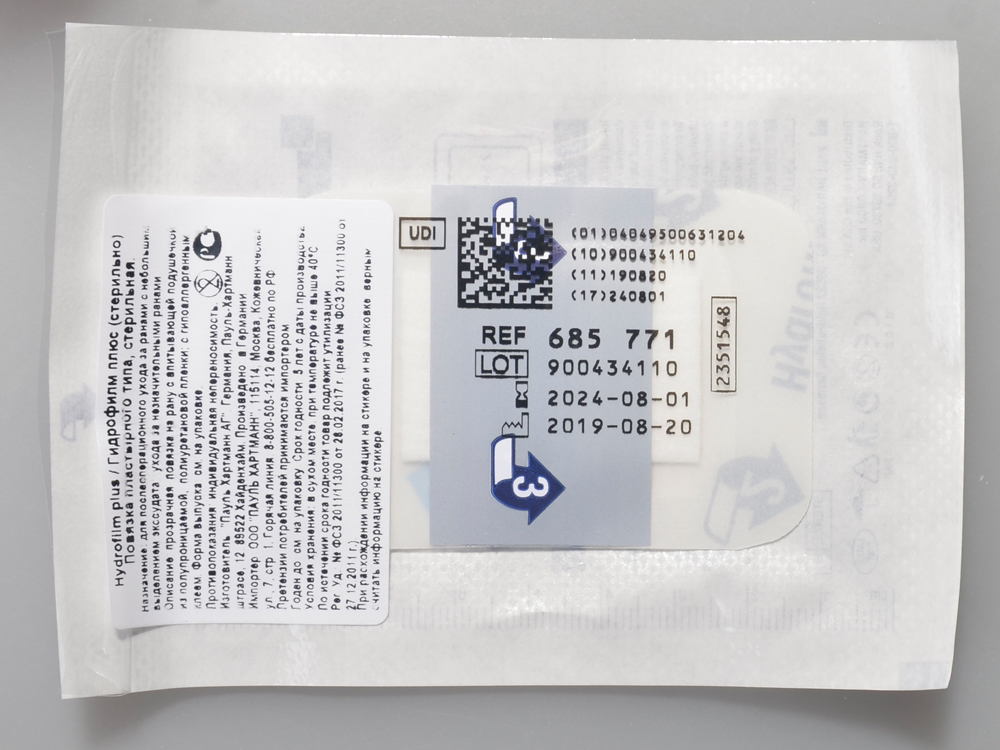 Hydrofilm plus / Гидрофилм плюс (стерильно)
Повязка пластырного типа, стерильная.
Назначение: для послеоперационного ухода за ранами с небольшим
выделением экссудата, ухода за незначительными ранами
Описание: прозрачная повязка на рану с впитывающей подушечкой
из полупроницаемой, полиуретановой пленки; с гипоаллергенным
клеем. Форма выпуска см. на упаковке.
Противопоказания: индивидуальная непереносимость.
Изготовитель: "Пауль Хартманн АГ" Германия, Пауль-Хартманн
штрасе, 12 89522 Хайденхайм. Произведено в Германии
Импортер: ООО "ПАУЛЬ ХАРТМАНН", 115114, Москва, Кожевническая
ул., 7, стр. 1, Горячая линия: 8-800-505-12-12 бесплатно по РФ
Претензии потребителей принимаются импортером
Годен до: см. на упаковку. Срок годности: 5 лет с даты производства
Условия хранения: в сухом месте, при температуре не выше 40°C
По истечении срока годности товар подлежит утилизации
Рег. Уд. № ФСЗ 2011/11300 от 28.02.2017 г. (ранее № ФСЗ 2011/11300 от
27.12.2011 г.)
При расхождении информации на стикере и на упаковке верным
считать информацию на стикере
РС
UDI
(01)04049500631204
(10)900434110
(11)190820
(17)240801
REF 685 771
LOT 900434110
2024-08-01
2019-08-20
3
2351548